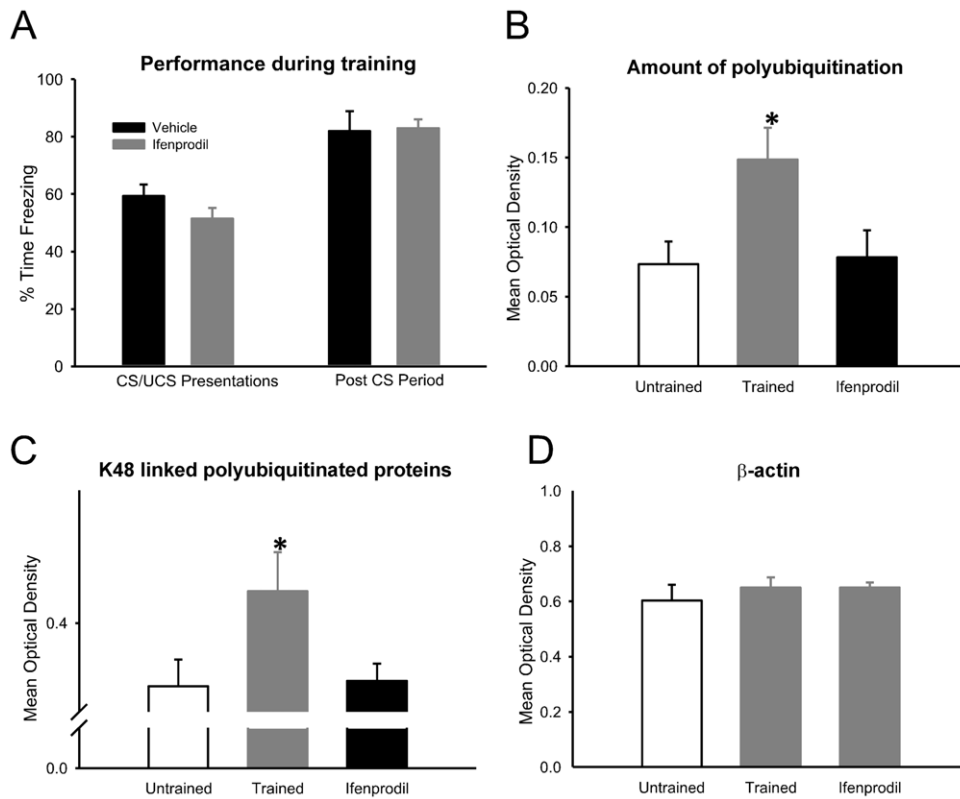 A
Performance during training
100
80
60
40
20
0
% Time Freezing
Vehicle
Ifenprodil
CS/UCS Presentations
Post CS Period
B
Amount of polyubiquitination
0.20
0.15
0.10
0.05
0.00
Mean Optical Density
*
Untrained
Trained
Ifenprodil
C
K48 linked polyubiquitinated proteins
0.4
0.0
Mean Optical Density
*
Untrained
Trained
Ifenprodil
D
β-actin
1.0
0.8
0.6
0.4
0.2
0.0
Mean Optical Density
Untrained
Trained
Ifenprodil